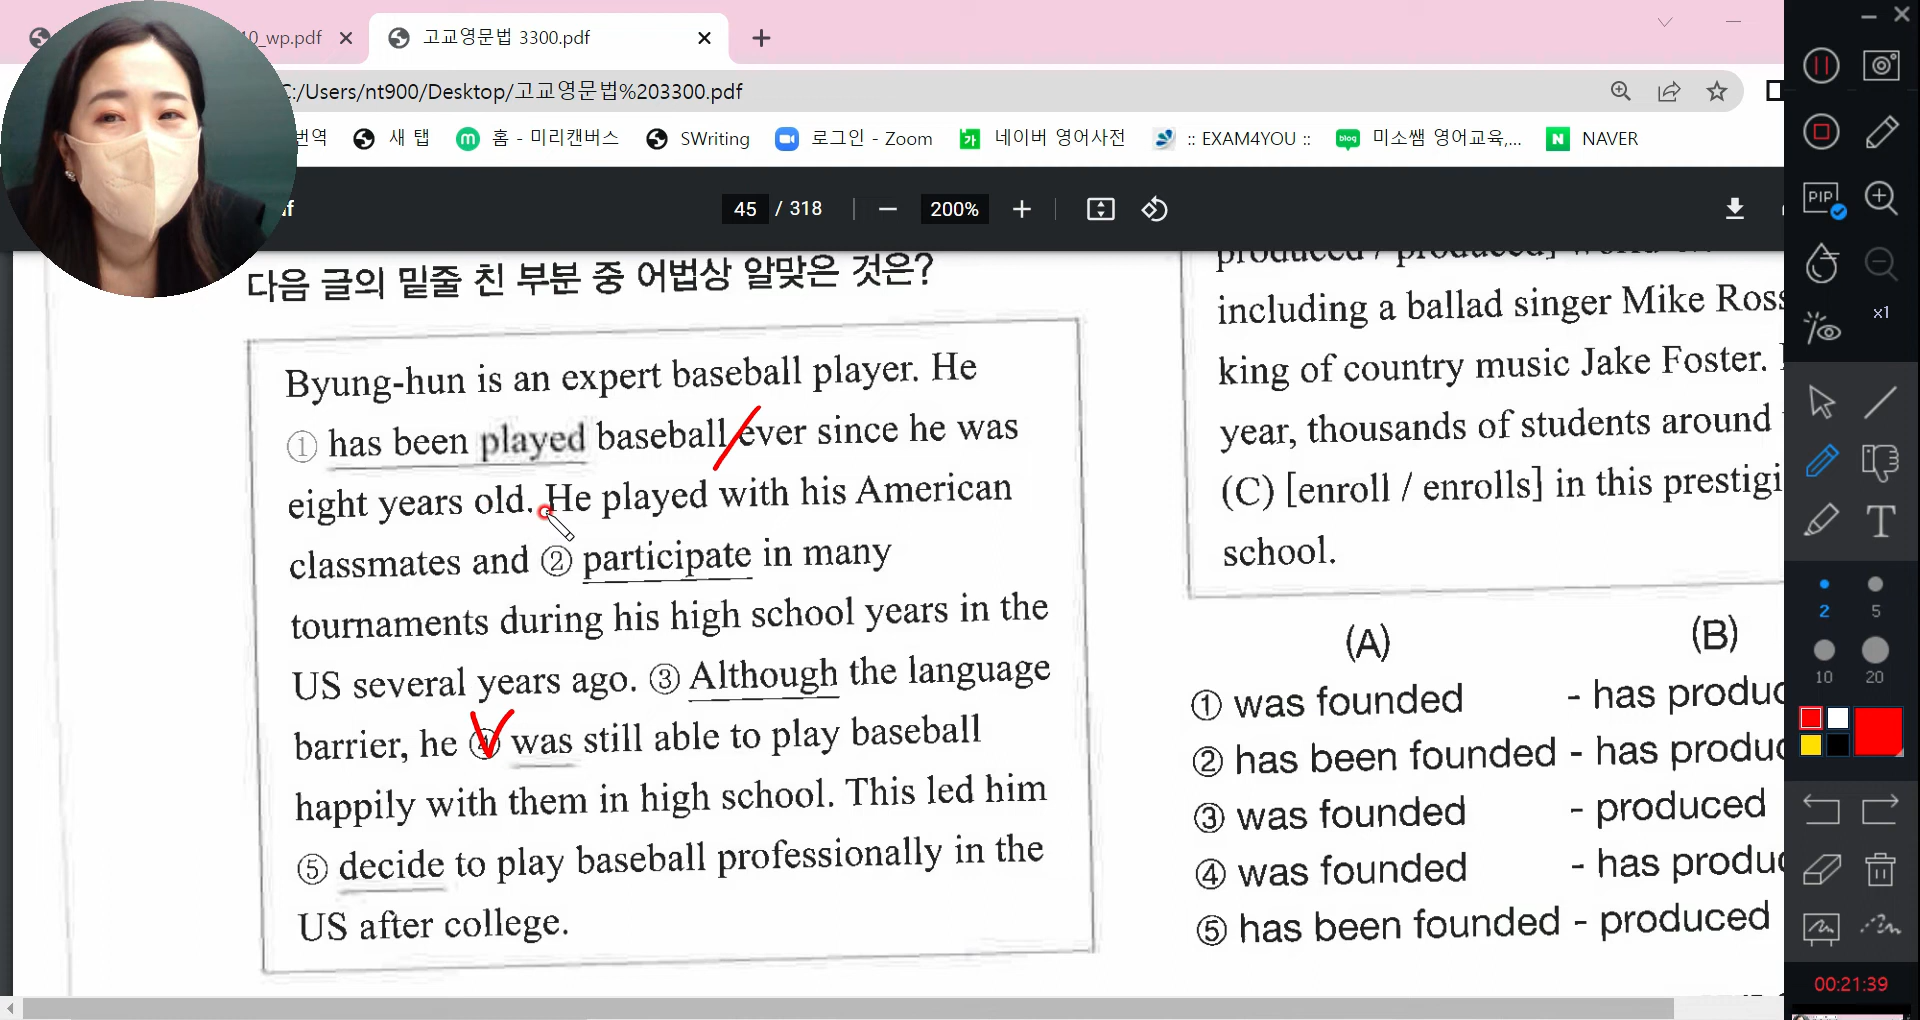 10_wp.pdf
고교영문법 3300.pdf
C:/Users/nt900/Desktop/고교영문법%203300.pdf
번역
새 탭
홈 - 미리캔버스
SWriting
로그인 - Zoom
네이버 영어사전
:: EXAM4YOU ::
미소쌤 영어교육,...
NAVER
45 / 318
200%
다음 글의 밑줄 친 부분 중 어법상 알맞은 것은?
Byung-hun is an expert baseball player. He
① has been played baseball ever since he was
eight years old. He played with his American
classmates and ② participate in many
tournaments during his high school years in the
US several years ago. ③ Although the language
barrier, he ④ was still able to play baseball
happily with them in high school. This led him
⑤ decide to play baseball professionally in the
US after college.
including a ballad singer Mike Ross
king of country music Jake Foster.
year, thousands of students around
(C) [enroll / enrolls] in this prestigi
school.
(A) (B)
① was founded - has produc
② has been founded - has produc
③ was founded - produced
④ was founded - has produc
⑤ has been founded - produced
PIP
x1
T
2 5
10 20
00:21:39